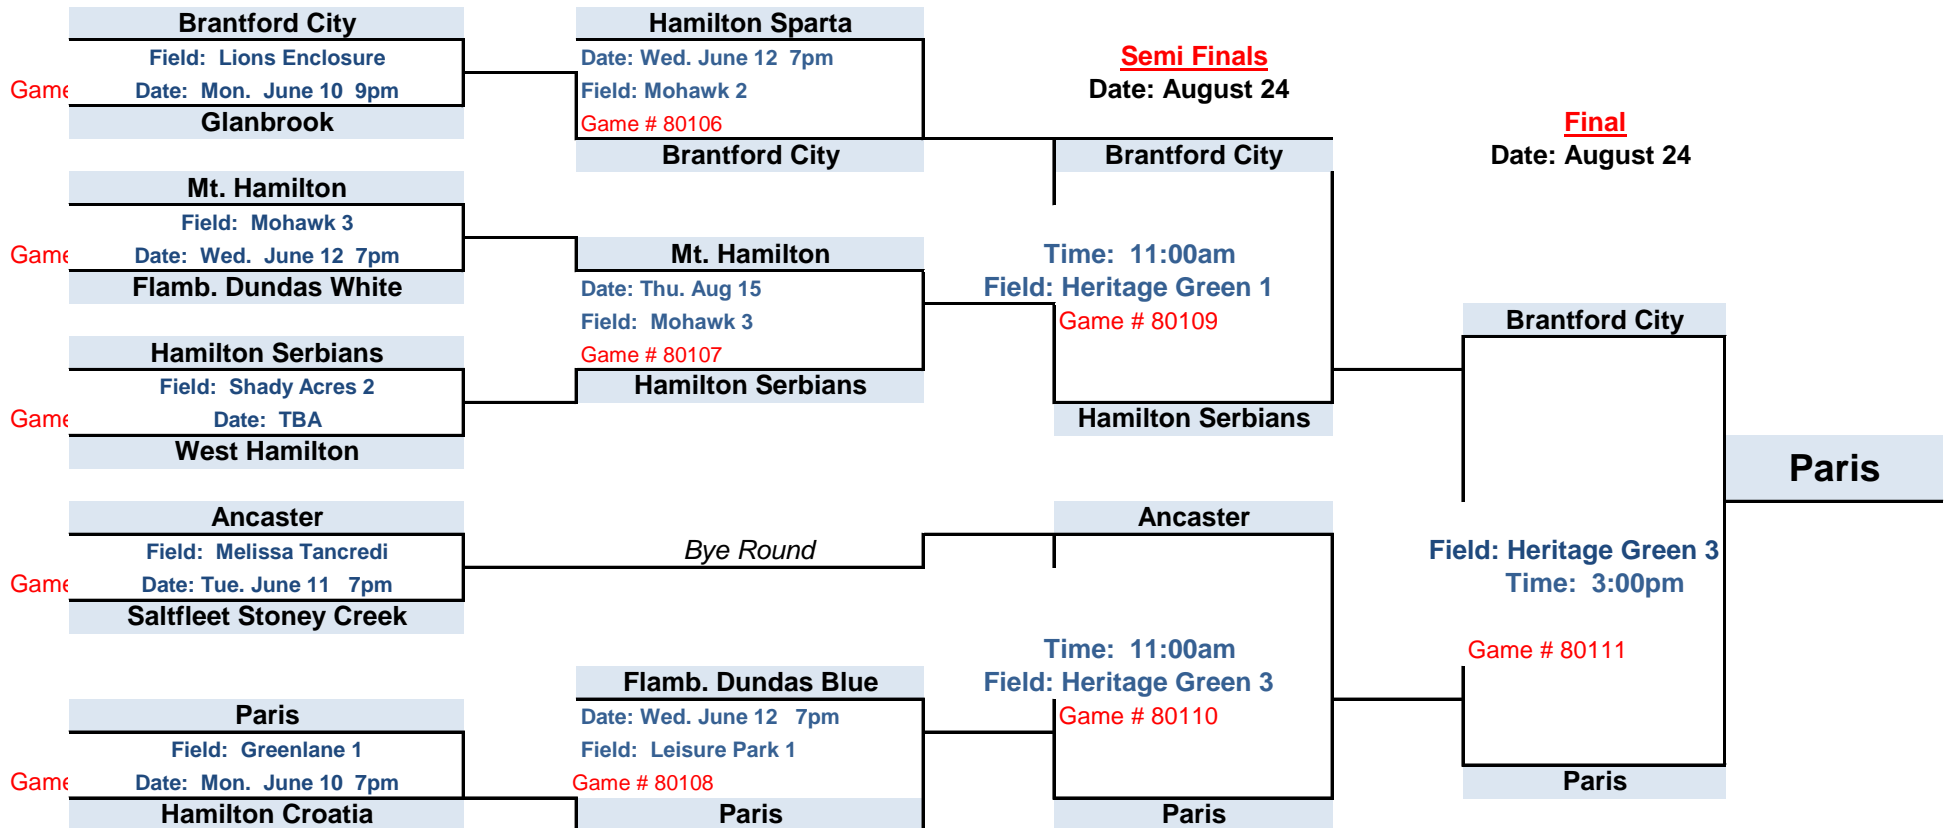 Brantford City
Field: Lions Enclosure
Game
Date: Mon. June 10 9pm
Glanbrook
Mt. Hamilton
Field: Mohawk 3
Game
Date: Wed. June 12 7pm
Flamb. Dundas White
Hamilton Serbians
Field: Shady Acres 2
Game
Date: TBA
West Hamilton
Ancaster
Field: Melissa Tancredi
Game
Date: Tue. June 11 7pm
Saltfleet Stoney Creek
Paris
Field: Greenlane 1
Game
Date: Mon. June 10 7pm
Hamilton Croatia
Hamilton Sparta
Date: Wed. June 12 7pm
Field: Mohawk 2
Game # 80106
Brantford City
Mt. Hamilton
Date: Thu. Aug 15
Field: Mohawk 3
Game # 80107
Hamilton Serbians
Bye Round
Flamb. Dundas Blue
Date: Wed. June 12 7pm
Field: Leisure Park 1
Game # 80108
Paris
Semi Finals
Date: August 24
Brantford City
Time: 11:00am
Field: Heritage Green 1
Game # 80109
Hamilton Serbians
Ancaster
Time: 11:00am
Field: Heritage Green 3
Game # 80110
Paris
Final
Date: August 24
Brantford City
Field: Heritage Green 3
Time: 3:00pm
Game # 80111
Paris
Paris